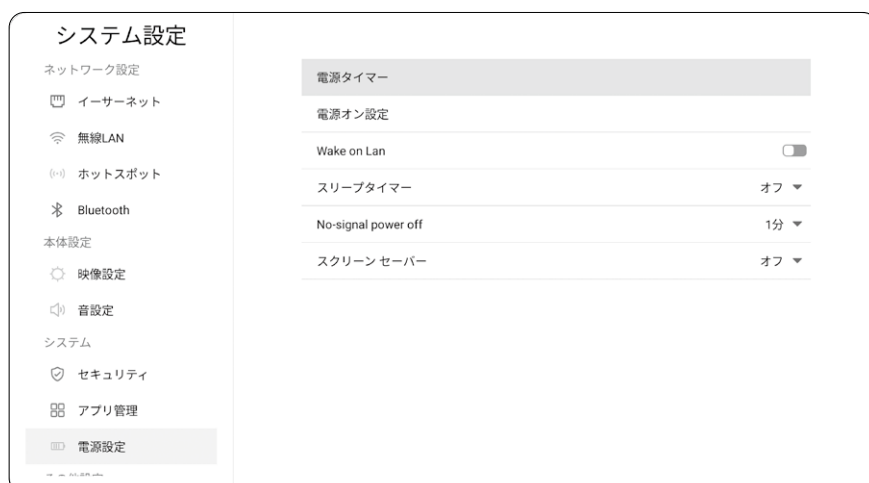 システム設定
ネットワーク設定
イーサーネット
無線LAN
ホットスポット
Bluetooth
本体設定
映像設定
音設定
システム
セキュリティ
アプリ管理
電源設定
電源タイマー
電源オン設定
Wake on Lan
スリープタイマー オフ
No-signal power off 1分
スクリーン セーバー オフ